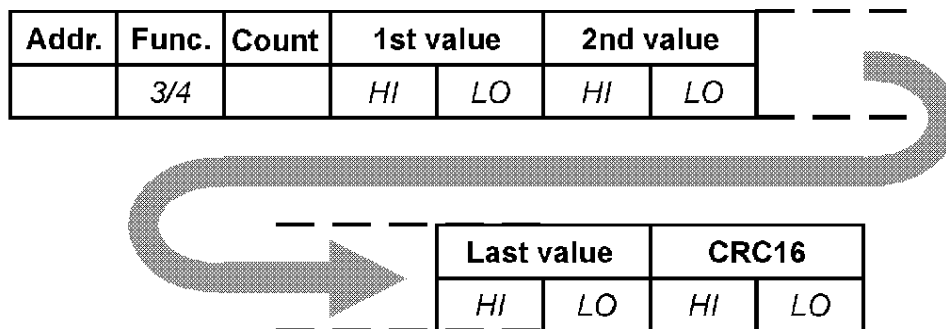 Addr. Func. Count 1st value 2nd value
3/4 HI LO HI LO
Last value CRC16
HI LO HI LO